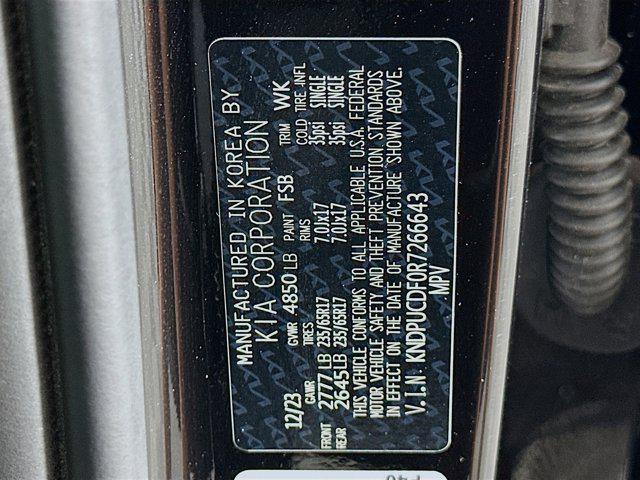 MANUFACTURED IN KOREA BY
KIA CORPORATION
12/23 GVWR 4850 LB PAINT FSB TRIM WK
GAWR TIRES RIMS COLD TIRE INFL
FRONT 2777 LB 235/65R17 7.0Jx17 35psi SINGLE
REAR 2645 LB 235/65R17 7.0Jx17 35psi SINGLE
THIS VEHICLE CONFORMS TO ALL APPLICABLE U.S.A. FEDERAL
MOTOR VEHICLE SAFETY AND THEFT PREVENTION STANDARDS
IN EFFECT ON THE DATE OF MANUFACTURE SHOWN ABOVE.
V.I.N: KNDPUCDF0R7266643
MPV